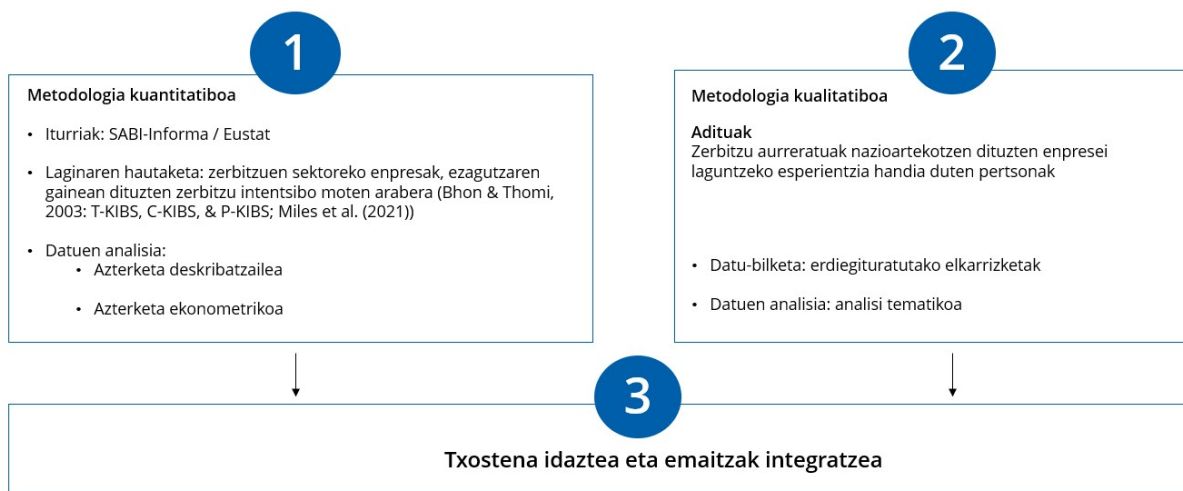 1
Metodologia kuantitatiboa
• Iturriak: SABI-Informa / Eustat
• Laginaren hautaketa: zerbitzuen sektoreko enpresak, ezagutzaren
gainean dituzten zerbitzu intentsibo moten arabera (Bhon & Thomi,
2003: T-KIBS, C-KIBS, & P-KIBS; Miles et al. (2021))
• Datuen analisia:
• Azterketa deskribatzailea
• Azterketa ekonometrikoa
2
Metodologia kualitatiboa
Adituak
Zerbitzu aurreratuak nazioartekotzen dituzten enpresei
laguntzeko esperientzia handia duten pertsonak
• Datu-bilketa: erdiegituratutako elkarrizketak
• Datuen analisia: analisi tematikoa
3
Txostena idaztea eta emaitzak integratzea